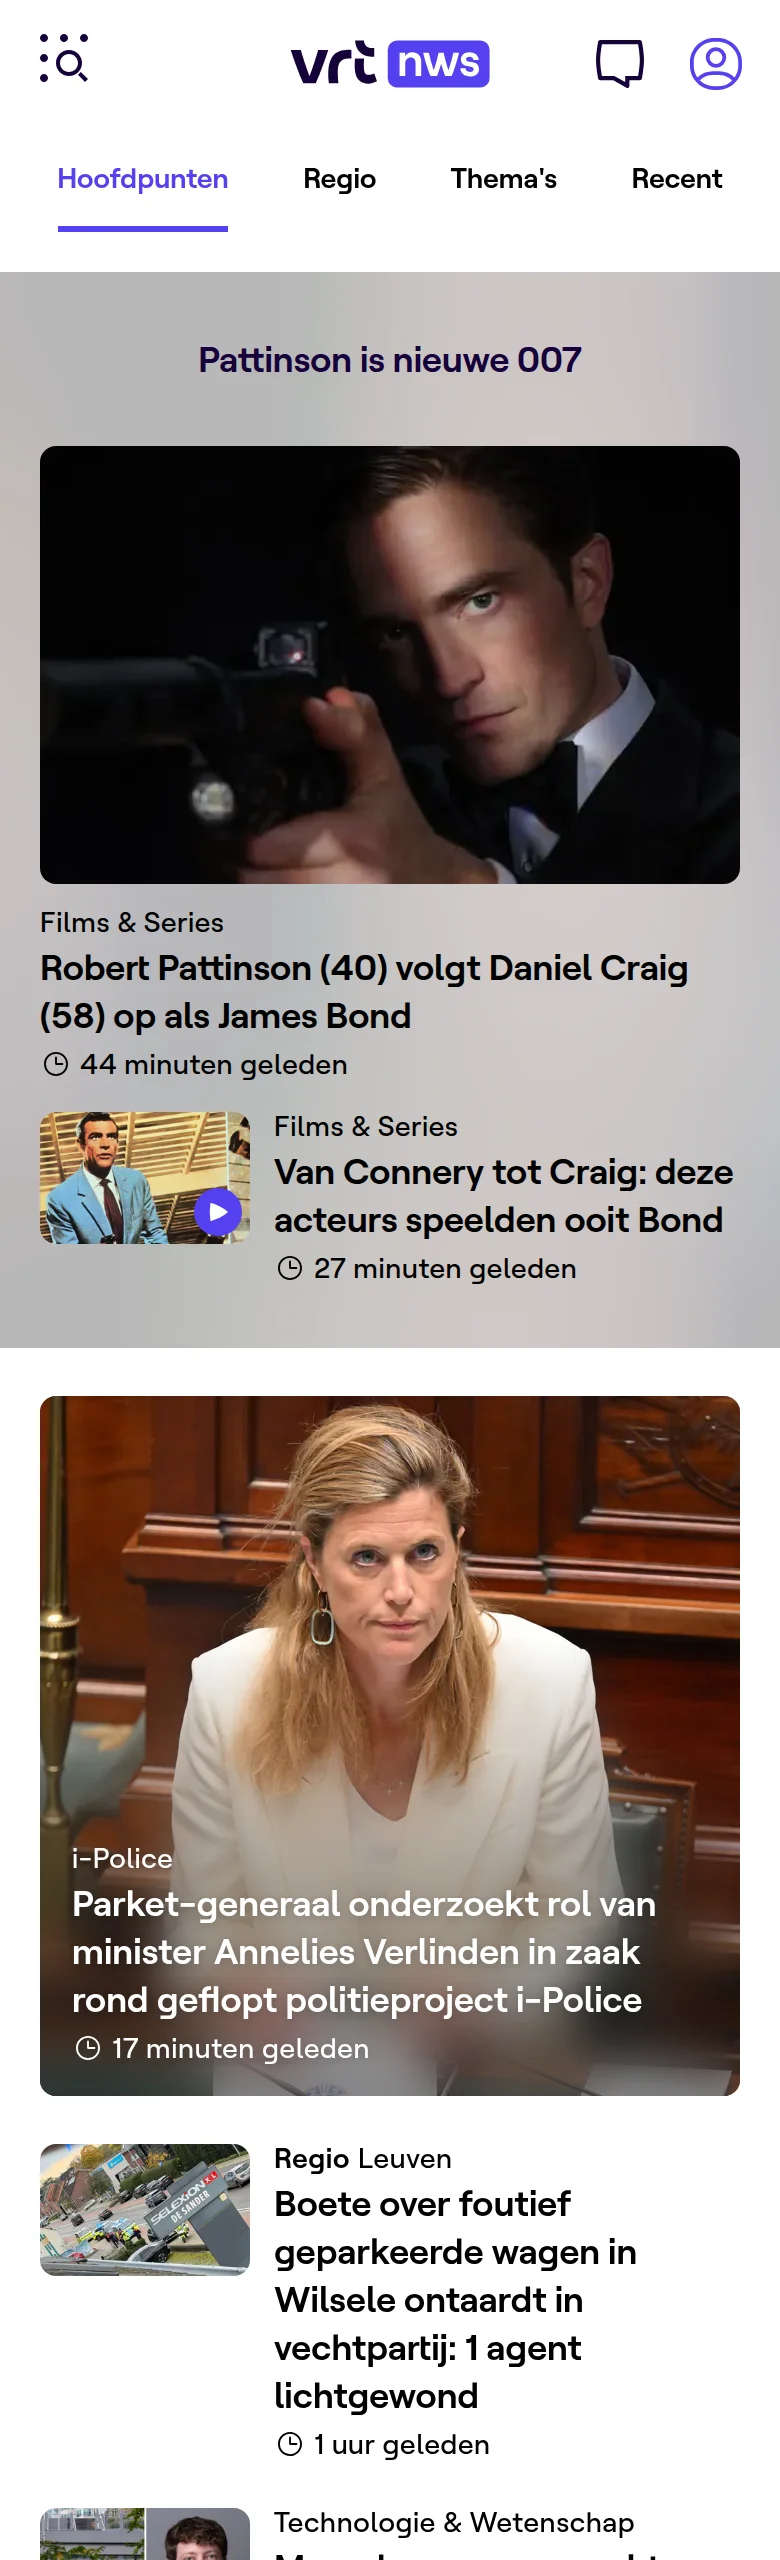 vrt nws
Hoofdpunten Regio Thema's Recent
Pattinson is nieuwe 007
Films & Series
Robert Pattinson (40) volgt Daniel Craig
(58) op als James Bond
44 minuten geleden
Films & Series
Van Connery tot Craig: deze
acteurs speelden ooit Bond
27 minuten geleden
i-Police
Parket-generaal onderzoekt rol van
minister Annelies Verlinden in zaak
rond geflopt politieproject i-Police
17 minuten geleden
SELEXION XL
DE SANDER
Regio Leuven
Boete over foutief
geparkeerde wagen in
Wilsele ontaardt in
vechtpartij: 1 agent
lichtgewond
1 uur geleden
Technologie & Wetenschap